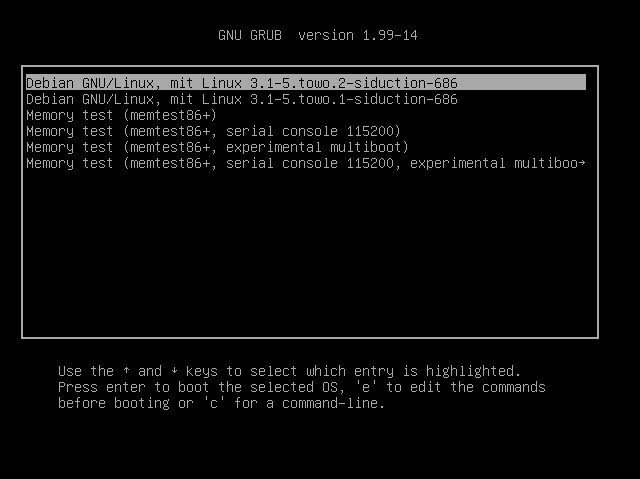 GNU GRUB  version 1.99-14
Debian GNU/Linux, mit Linux 3.1-5.towo.2-siduction-686
Debian GNU/Linux, mit Linux 3.1-5.towo.1-siduction-686
Memory test (memtest86+)
Memory test (memtest86+, serial console 115200)
Memory test (memtest86+, experimental multiboot)
Memory test (memtest86+, serial console 115200, experimental multiboo→
Use the ↑ and ↓ keys to select which entry is highlighted.
Press enter to boot the selected OS, 'e' to edit the commands
before booting or 'c' for a command-line.